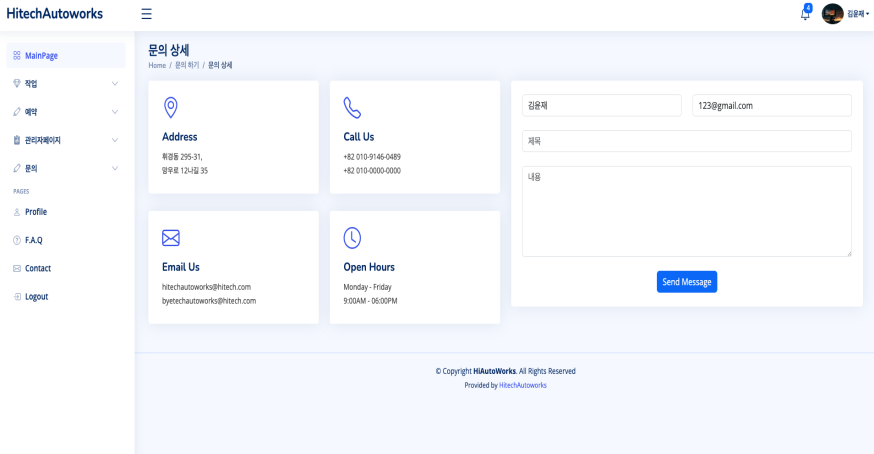 HitechAutoworks
4
김윤재
MainPage
작업
예약
관리자페이지
문의
PAGES
Profile
F.A.Q
Contact
Logout
문의 상세
Home / 문의 하기 / 문의 상세
Address
휘경동 295-31,
망우로 12나길 35
Call Us
+82 010-9146-0489
+82 010-0000-0000
Email Us
hitechautoworks@hitech.com
byetechautoworks@hitech.com
Open Hours
Monday - Friday
9:00AM - 06:00PM
김윤재
123@gmail.com
제목
내용
Send Message
© Copyright HiAutoWorks. All Rights Reserved
Provided by HitechAutoworks